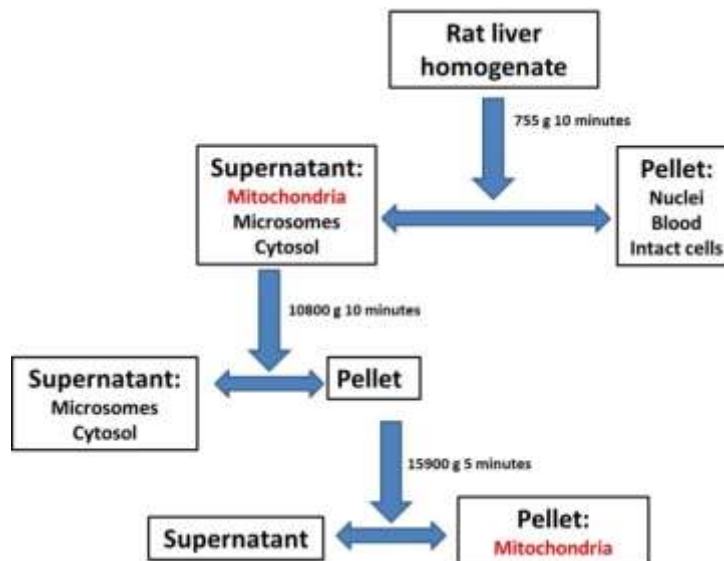 Rat liver
homogenate
755 g 10 minutes
Supernatant:
Mitochondria
Microsomes
Cytosol
Pellet:
Nuclei
Blood
Intact cells
10800 g 10 minutes
Supernatant:
Microsomes
Cytosol
Pellet
15900 g 5 minutes
Supernatant
Pellet:
Mitochondria